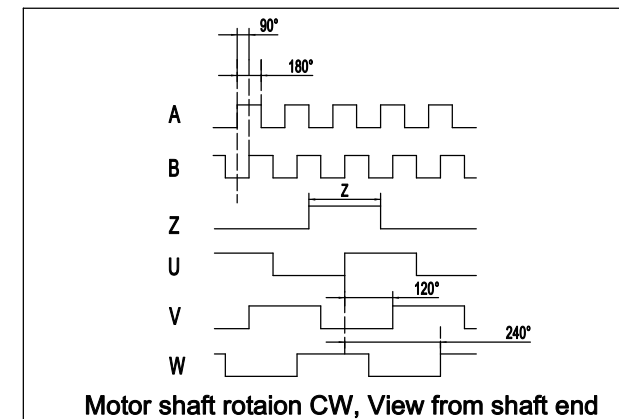 90°
180°
A
B
Z
Z
U
120°
V
240°
W
Motor shaft rotaion CW, View from shaft end